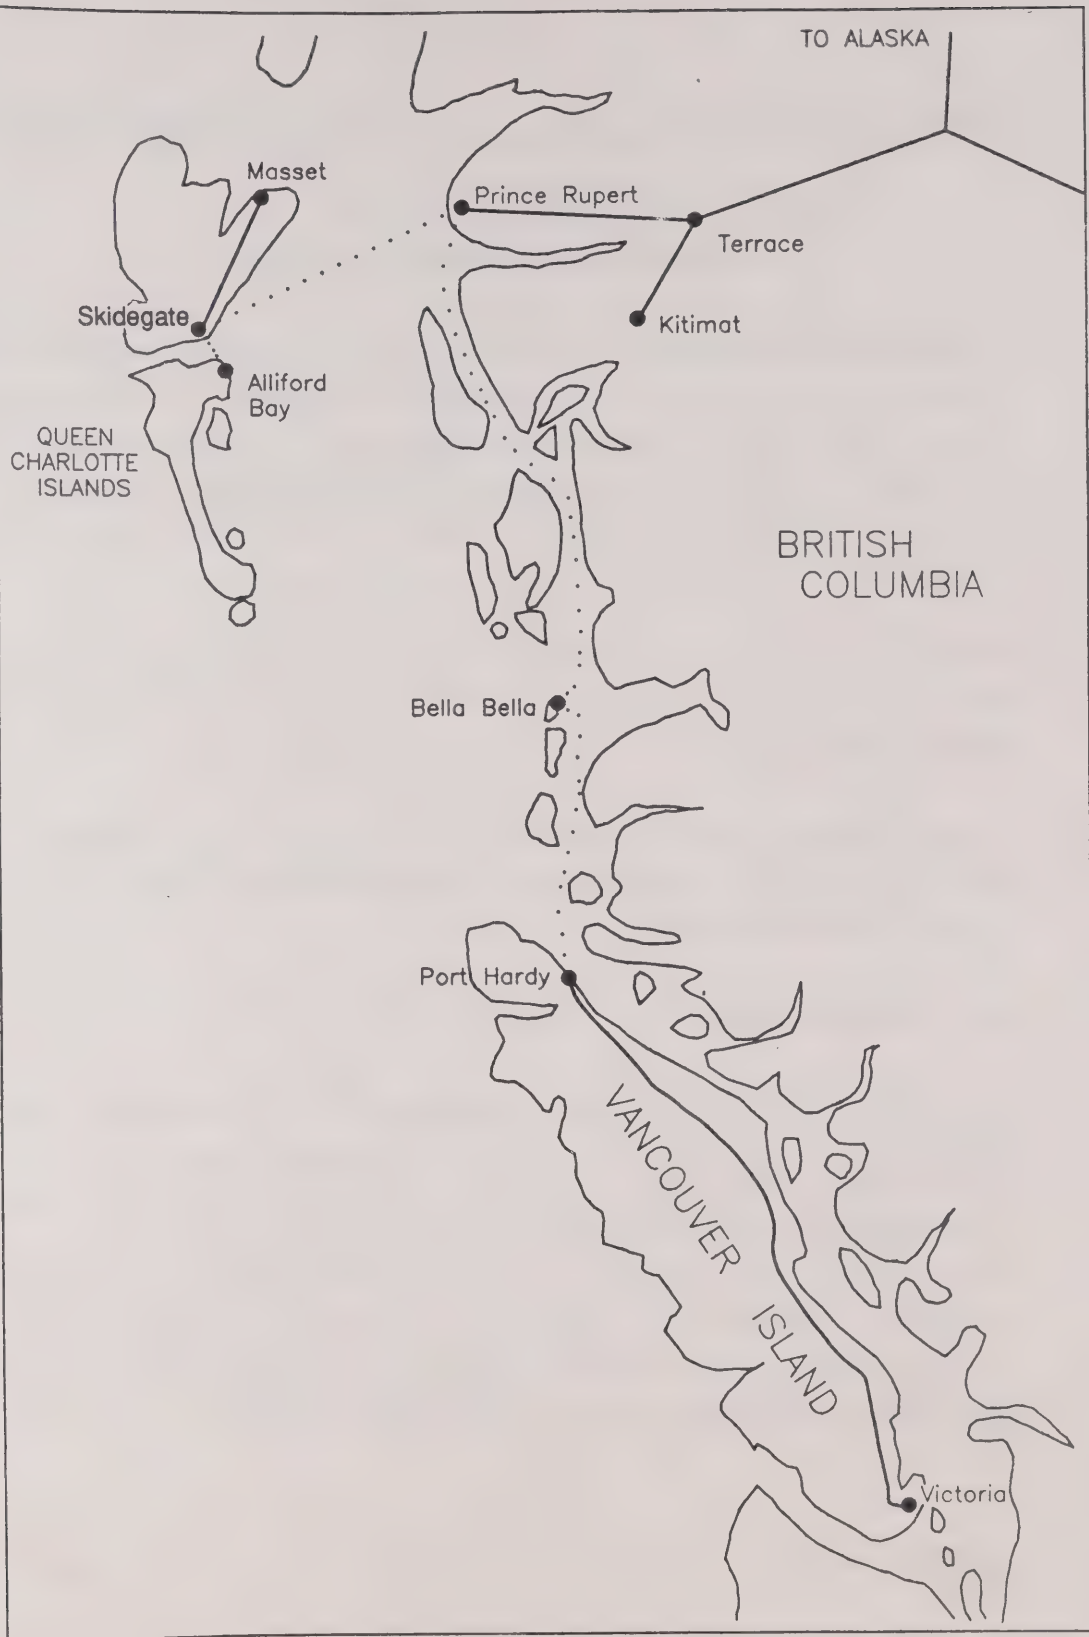 TO ALASKA
Masset
Prince Rupert
Terrace
Skidegate
Kitimat
Alliford
Bay
QUEEN
CHARLOTTE
ISLANDS
BRITISH
COLUMBIA
Bella Bella
Port Hardy
VANCOUVER
ISLAND
Victoria